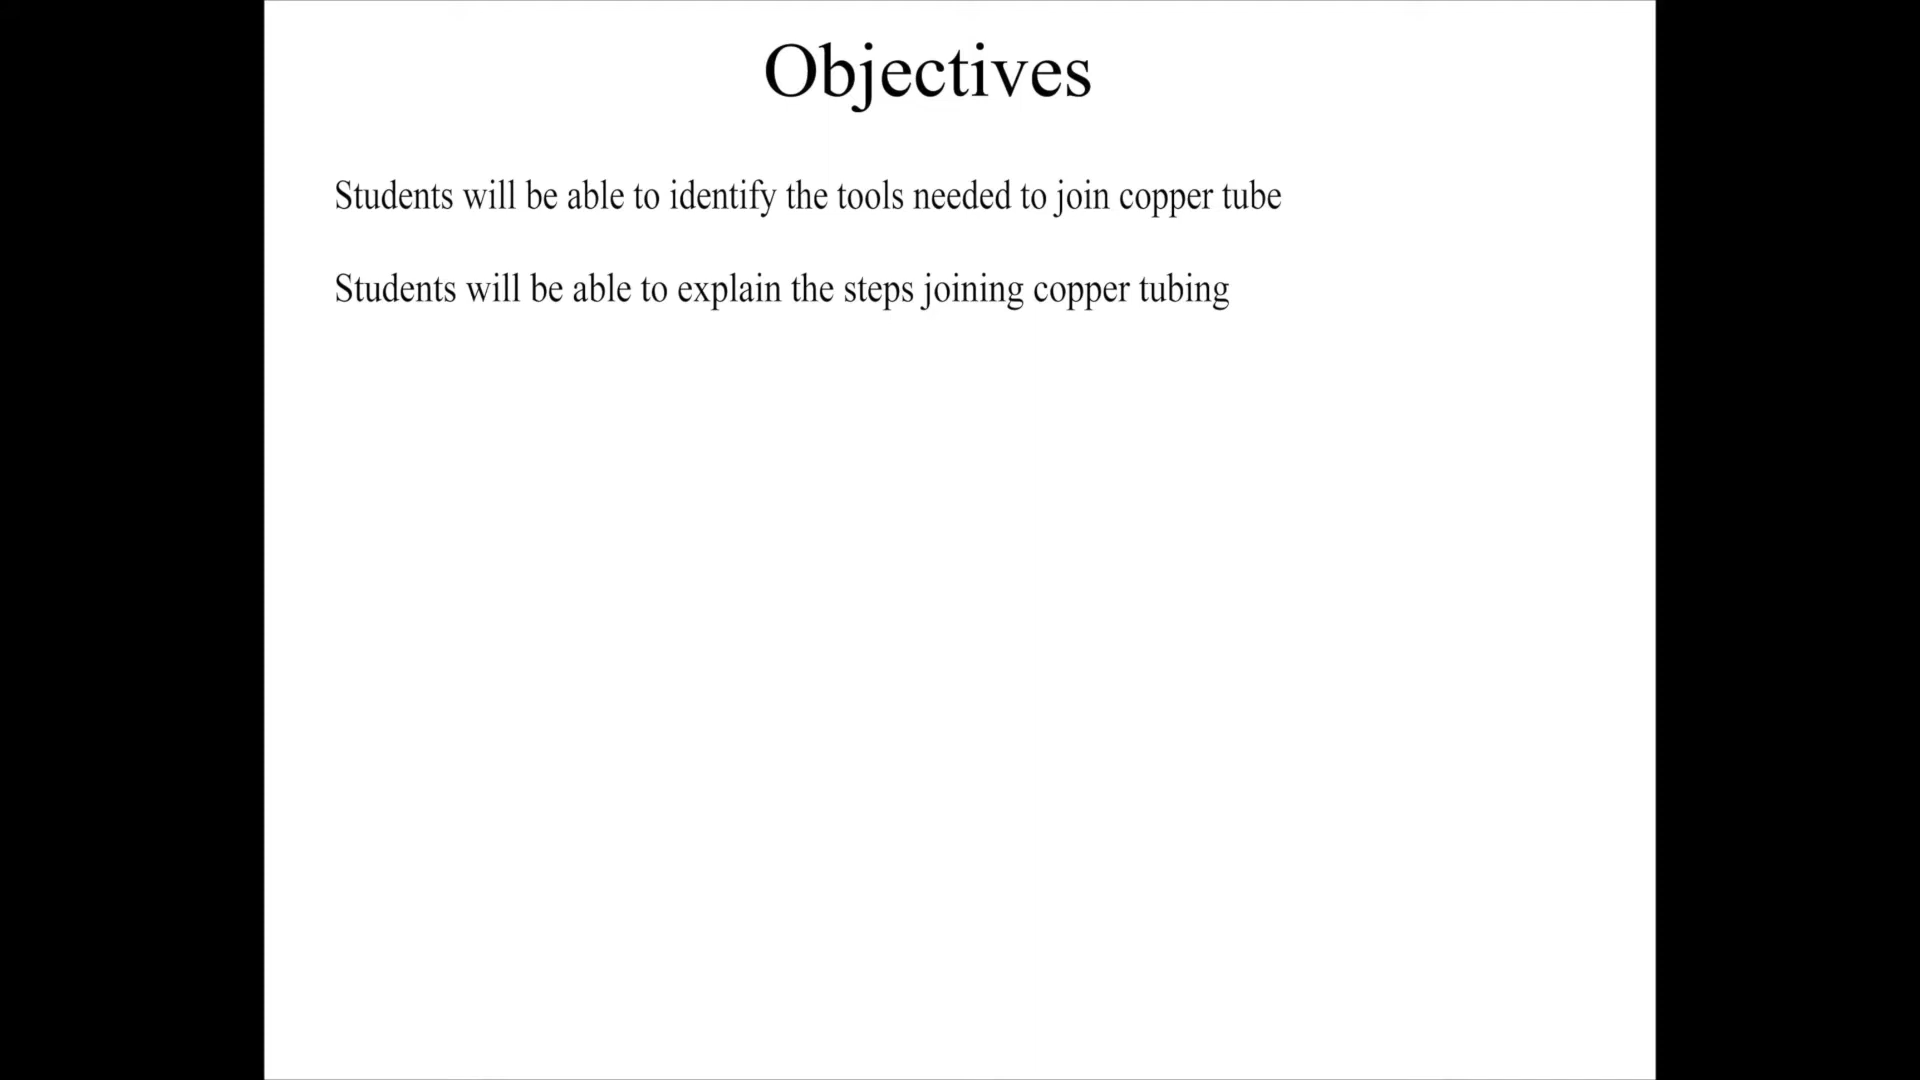 Objectives
Students will be able to identify the tools needed to join copper tube
Students will be able to explain the steps joining copper tubing